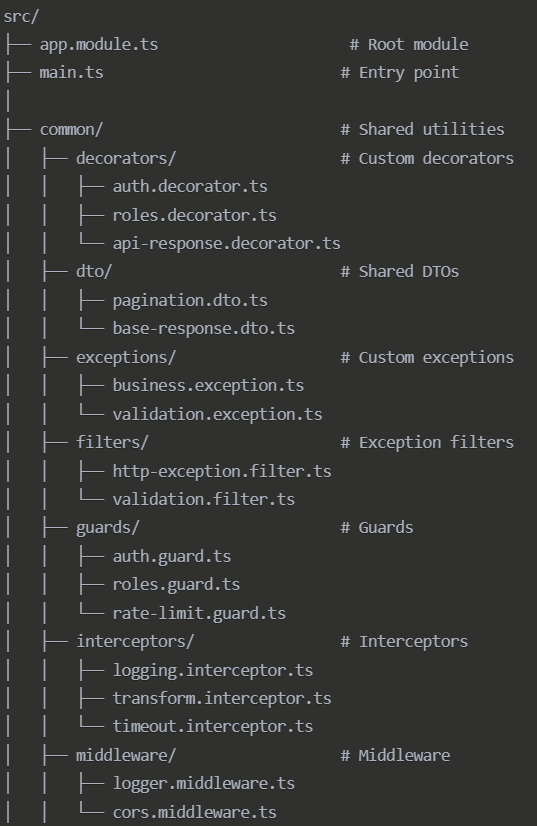 src/
├── app.module.ts                     # Root module
├── main.ts                          # Entry point
│
├── common/                          # Shared utilities
│   ├── decorators/                  # Custom decorators
│   │   ├── auth.decorator.ts
│   │   ├── roles.decorator.ts
│   │   └── api-response.decorator.ts
│   ├── dto/                         # Shared DTOs
│   │   ├── pagination.dto.ts
│   │   └── base-response.dto.ts
│   ├── exceptions/                  # Custom exceptions
│   │   ├── business.exception.ts
│   │   └── validation.exception.ts
│   ├── filters/                     # Exception filters
│   │   ├── http-exception.filter.ts
│   │   └── validation.filter.ts
│   ├── guards/                      # Guards
│   │   ├── auth.guard.ts
│   │   ├── roles.guard.ts
│   │   └── rate-limit.guard.ts
│   ├── interceptors/                # Interceptors
│   │   ├── logging.interceptor.ts
│   │   ├── transform.interceptor.ts
│   │   └── timeout.interceptor.ts
│   ├── middleware/                  # Middleware
│   │   ├── logger.middleware.ts
│   │   └── cors.middleware.ts